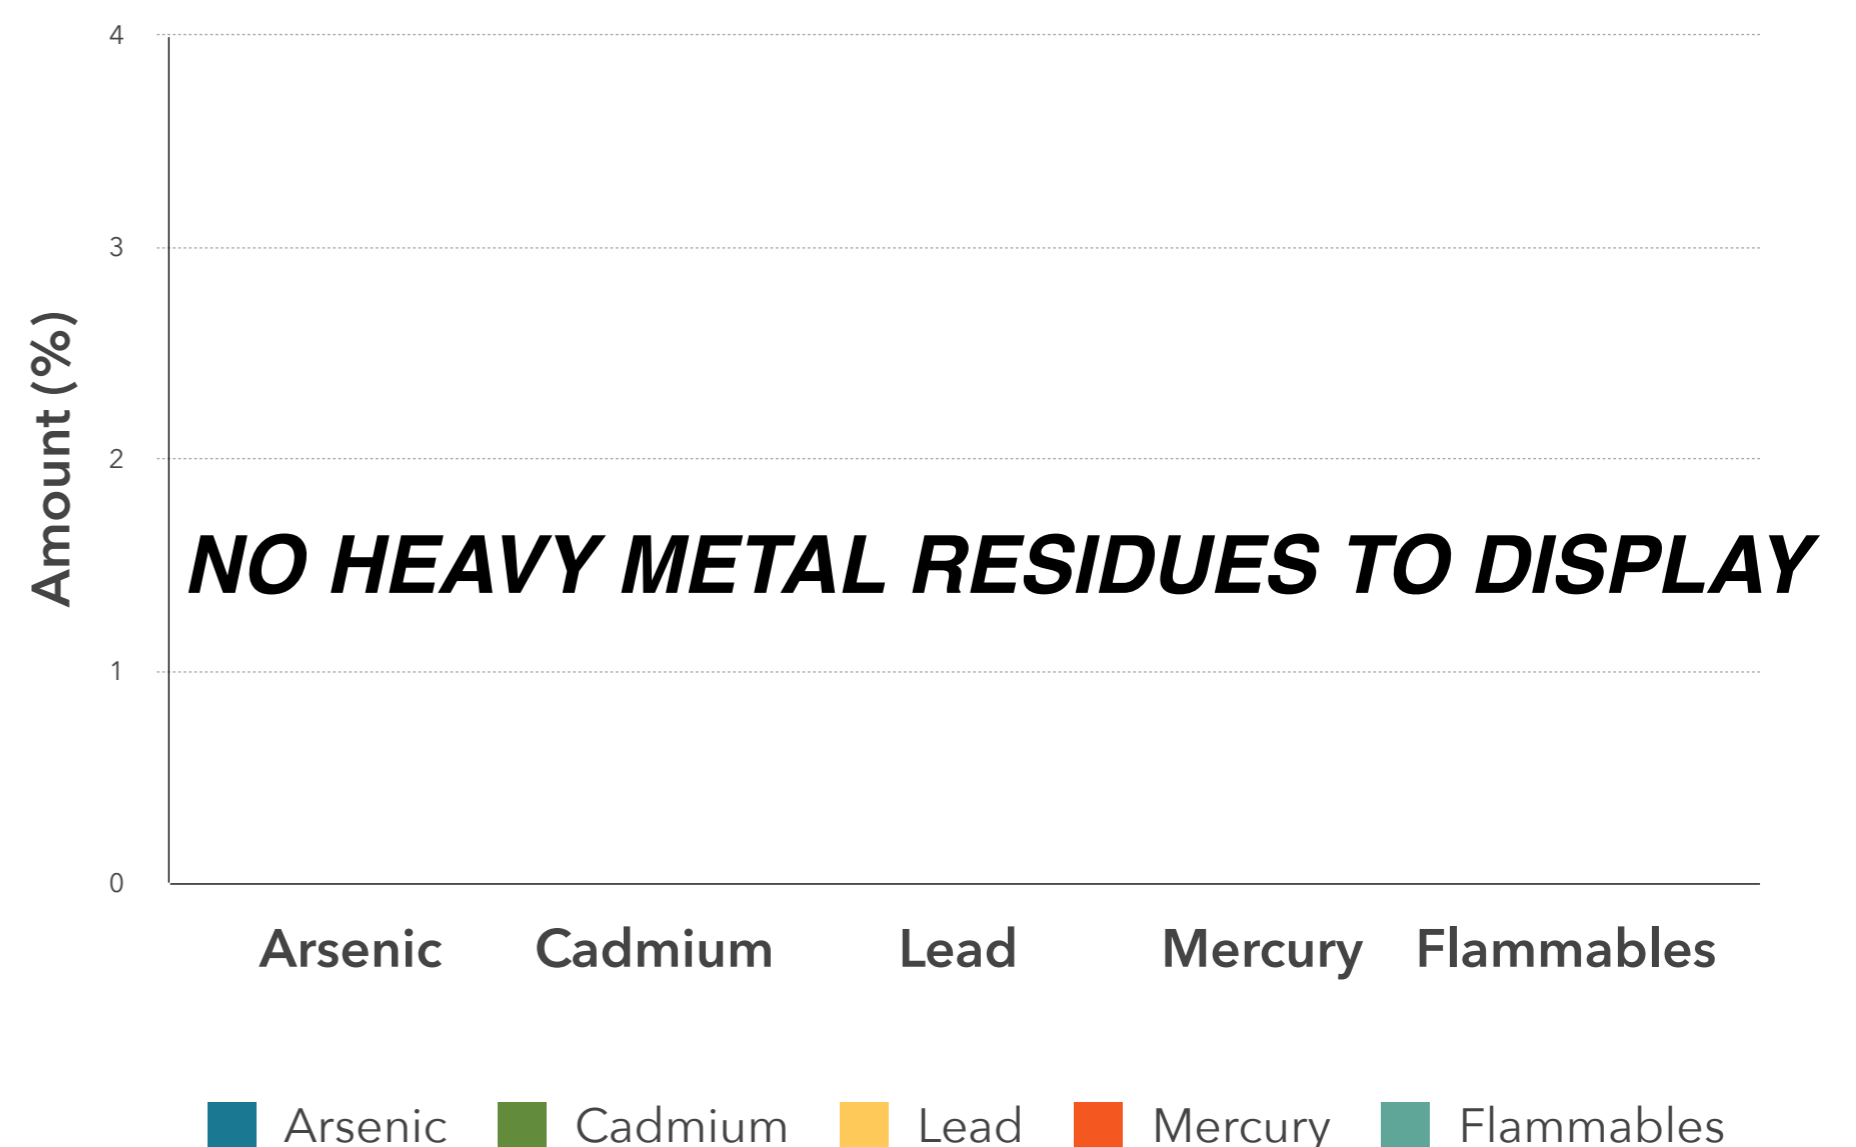 4
3
2
1
0
Amount (%)
NO HEAVY METAL RESIDUES TO DISPLAY
Arsenic Cadmium Lead Mercury Flammables
Arsenic Cadmium Lead Mercury Flammables